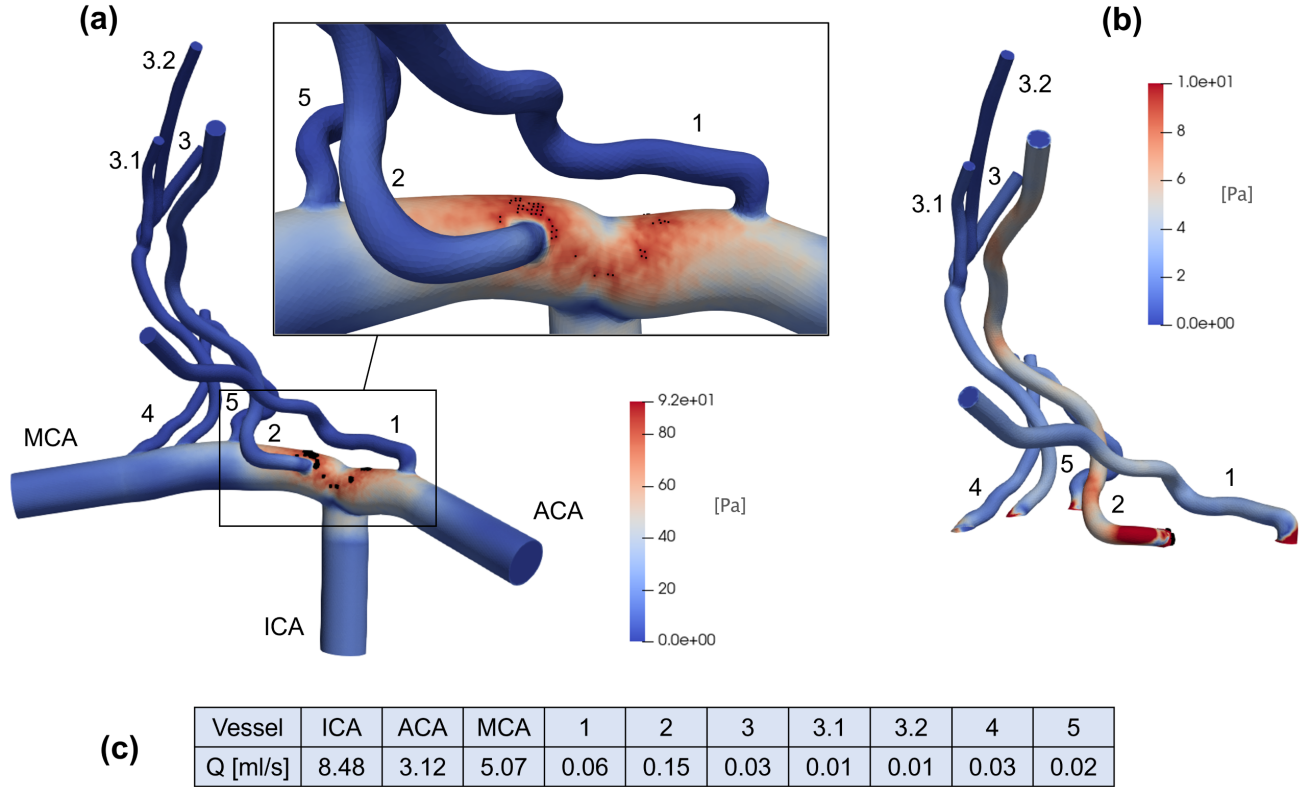 (a)
3.2
3.1
3
5
2
1
4
5
2
1
MCA
ACA
ICA
9.2e+01
80
60
40
20
0.0e+00
[Pa]
(b)
3.2
3.1
3
4
5
2
1
1.0e+01
8
6
4
2
0.0e+00
[Pa]
(c)
Vessel ICA ACA MCA 1 2 3 3.1 3.2 4 5
Q [ml/s] 8.48 3.12 5.07 0.06 0.15 0.03 0.01 0.01 0.03 0.02